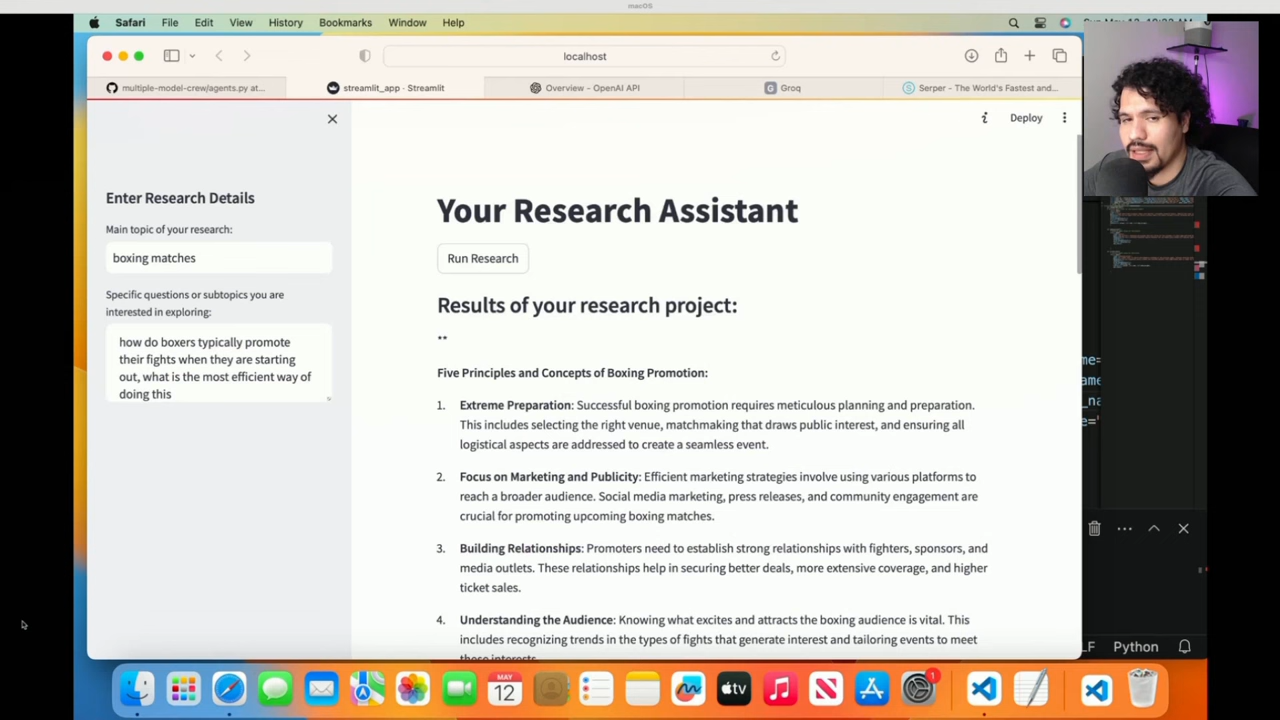 macOS
Safari File Edit View History Bookmarks Window Help
localhost
multiple-model-crew/agents.py at...
streamlit_app · Streamlit
Overview - OpenAI API
G Groq
Serper - The World's Fastest and...
Deploy
Enter Research Details
Main topic of your research:
boxing matches
Specific questions or subtopics you are
interested in exploring:
how do boxers typically promote
their fights when they are starting
out, what is the most efficient way of
doing this
Your Research Assistant
Run Research
Results of your research project:
**
Five Principles and Concepts of Boxing Promotion:
1. Extreme Preparation: Successful boxing promotion requires meticulous planning and preparation.
This includes selecting the right venue, matchmaking that draws public interest, and ensuring all
logistical aspects are addressed to create a seamless event.
2. Focus on Marketing and Publicity: Efficient marketing strategies involve using various platforms to
reach a broader audience. Social media marketing, press releases, and community engagement are
crucial for promoting upcoming boxing matches.
3. Building Relationships: Promoters need to establish strong relationships with fighters, sponsors, and
media outlets. These relationships help in securing better deals, more extensive coverage, and higher
ticket sales.
4. Understanding the Audience: Knowing what excites and attracts the boxing audience is vital. This
includes recognizing trends in the types of fights that generate interest and tailoring events to meet
these interests.
Python
MAY
12
tv
1